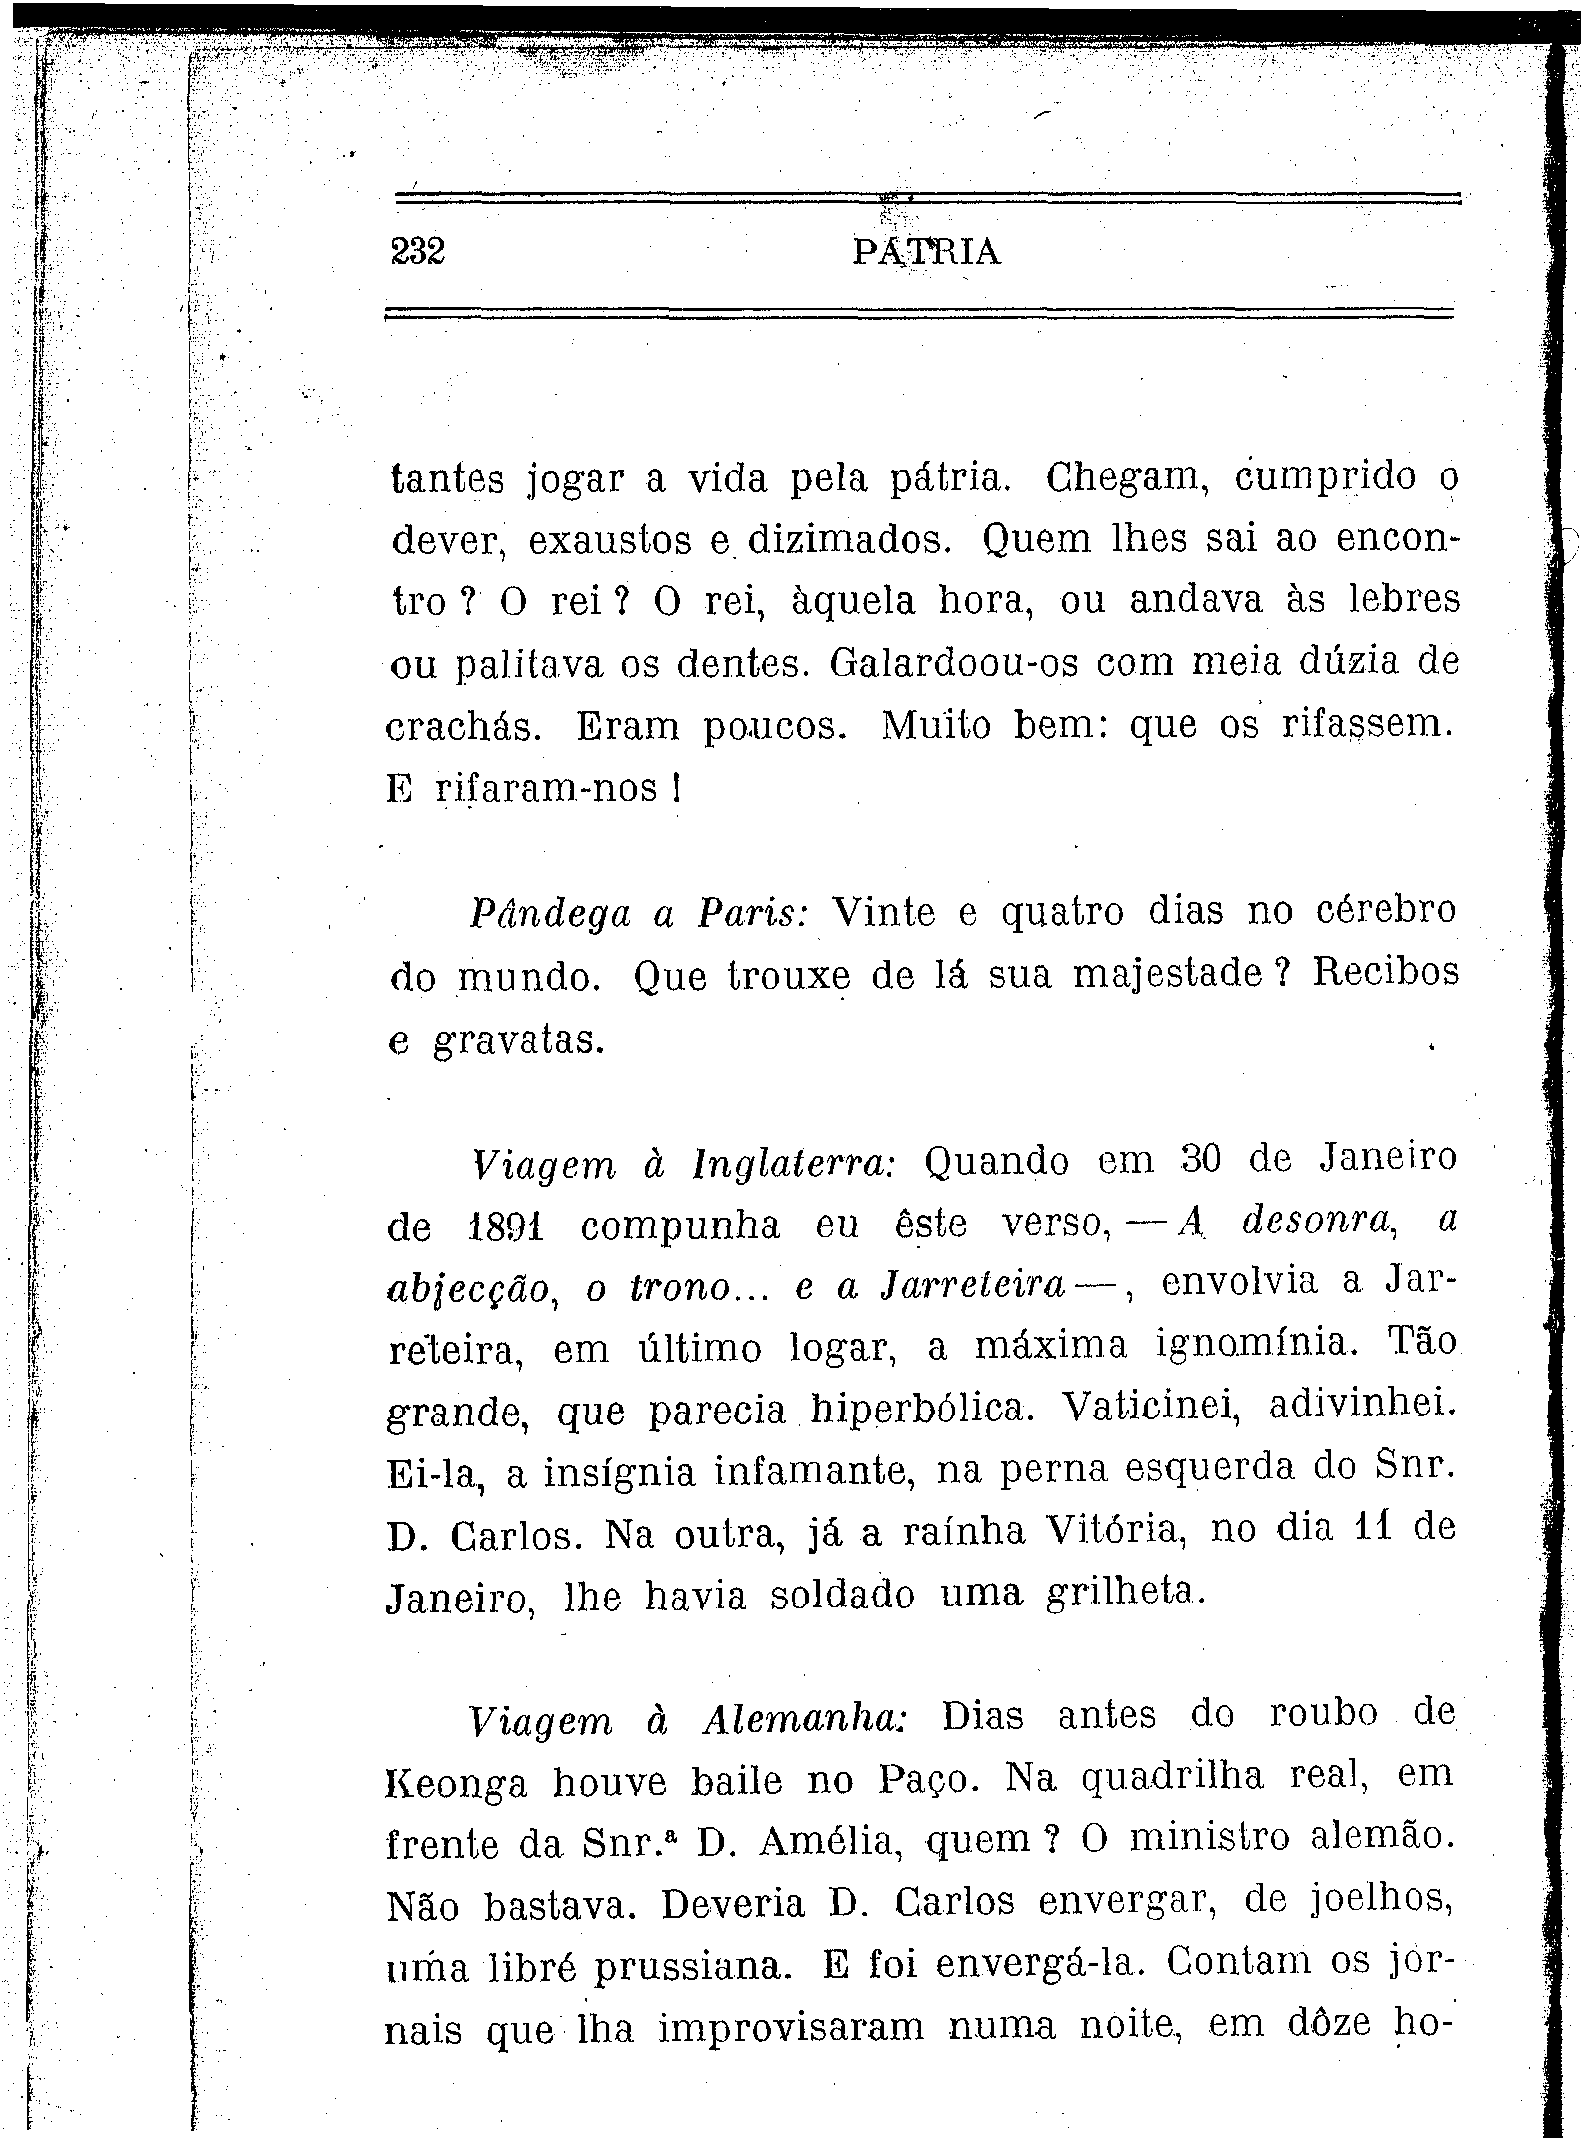 232 PÁTRIA
tantes jogar a vida pela pátria. Chegam, cumprido o
dever, exaustos e dizimados. Quem lhes sai ao encon-
tro? O rei? O rei, àquela hora, ou andava às lebres
ou palitava os dentes. Galardoou-os com meia dúzia de
crachás. Eram poucos. Muito bem: que os rifassem.
E rifaram-nos!
Pândega a Paris: Vinte e quatro dias no cérebro
do mundo. Que trouxe de lá sua majestade? Recibos
e gravatas.
Viagem à Inglaterra: Quando em 30 de Janeiro
de 1891 compunha eu êste verso, — A desonra, a
abjecção, o trono... e a Jarreteira —, envolvia a Jar-
reteira, em último logar, a máxima ignomínia. Tão
grande, que parecia hiperbólica. Vaticinei, adivinhei.
Ei-la, a insígnia infamante, na perna esquerda do Snr.
D. Carlos. Na outra, já a raínha Vitória, no dia 11 de
Janeiro, lhe havia soldado uma grilheta.
Viagem à Alemanha: Dias antes do roubo de
Keonga houve baile no Paço. Na quadrilha real, em
frente da Snr.ª D. Amélia, quem? O ministro alemão.
Não bastava. Deveria D. Carlos envergar, de joelhos,
uma libré prussiana. E foi envergá-la. Contam os jor-
nais que lha improvisaram numa noite, em dôze ho-